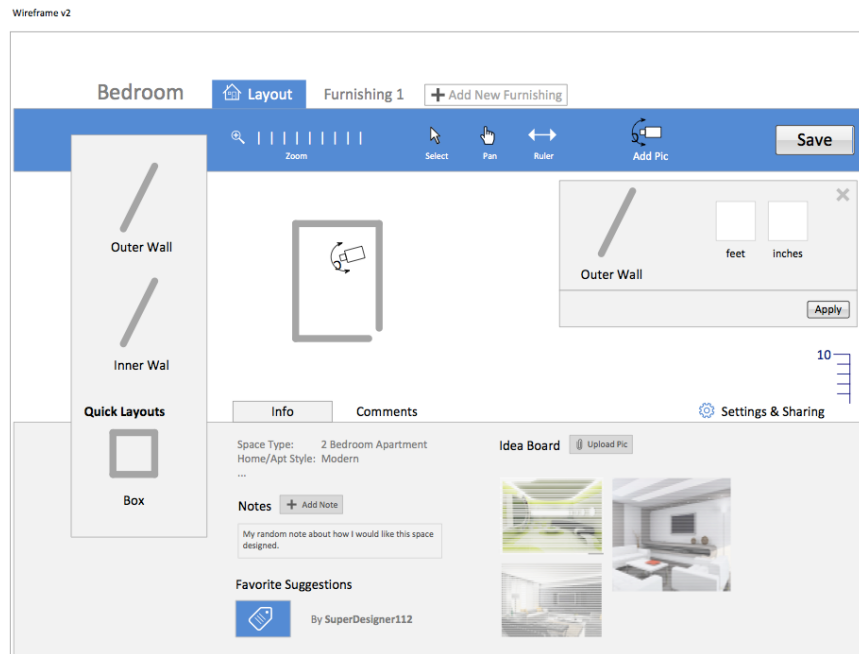 Wireframe v2
Bedroom
Layout
Furnishing 1
Add New Furnishing
Zoom
Select
Pan
Ruler
Add Pic
Save
Outer Wall
Inner Wal
Quick Layouts
Box
Outer Wall
feet
inches
Apply
10
Info
Comments
Settings & Sharing
Space Type: 2 Bedroom Apartment
Home/Apt Style: Modern
...
Notes
Add Note
My random note about how I would like this space
designed.
Favorite Suggestions
By SuperDesigner112
Idea Board
Upload Pic